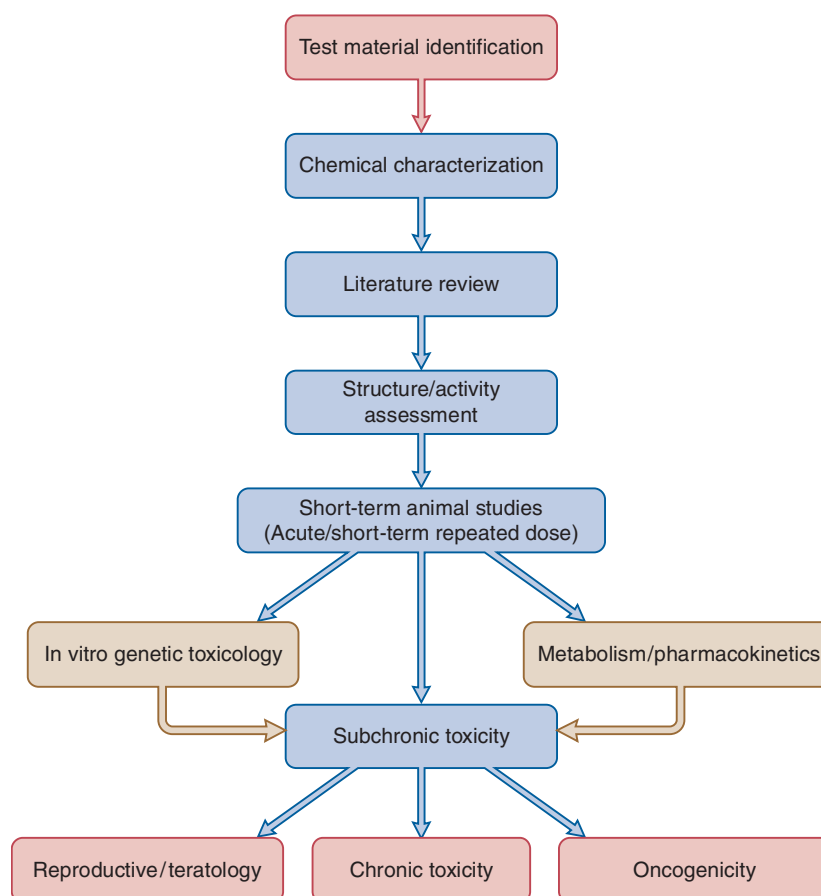 Test material identification
Chemical characterization
Literature review
Structure/activity
assessment
Short-term animal studies
(Acute/short-term repeated dose)
In vitro genetic toxicology
Metabolism/pharmacokinetics
Subchronic toxicity
Reproductive/teratology
Chronic toxicity
Oncogenicity